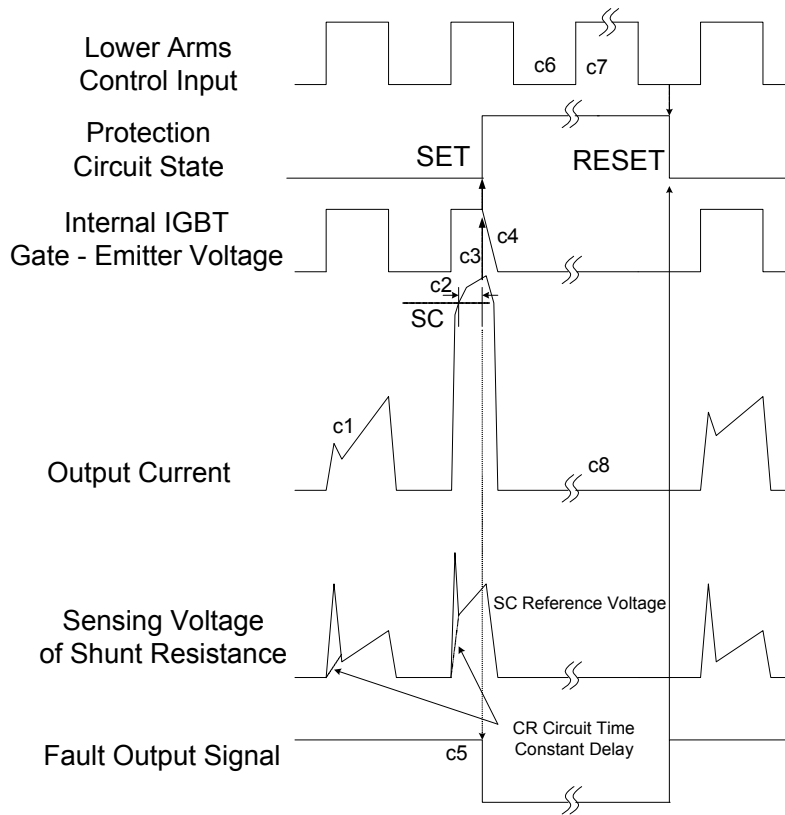 Lower Arms
Control Input
c6
c7
Protection
Circuit State
SET
RESET
Internal IGBT
Gate - Emitter Voltage
c4
c3
c2
SC
c1
Output Current
c8
SC Reference Voltage
Sensing Voltage
of Shunt Resistance
CR Circuit Time
Constant Delay
Fault Output Signal
c5